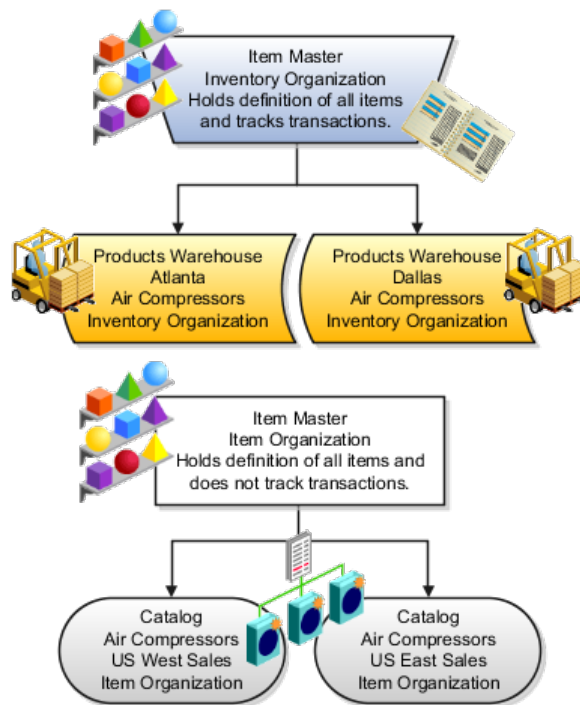 Item Master
Inventory Organization
Holds definition of all items
and tracks transactions.
Products Warehouse
Atlanta
Air Compressors
Inventory Organization
Products Warehouse
Dallas
Air Compressors
Inventory Organization
Item Master
Item Organization
Holds definition of all items and
does not track transactions.
Catalog
Air Compressors
US West Sales
Item Organization
Catalog
Air Compressors
US East Sales
Item Organization